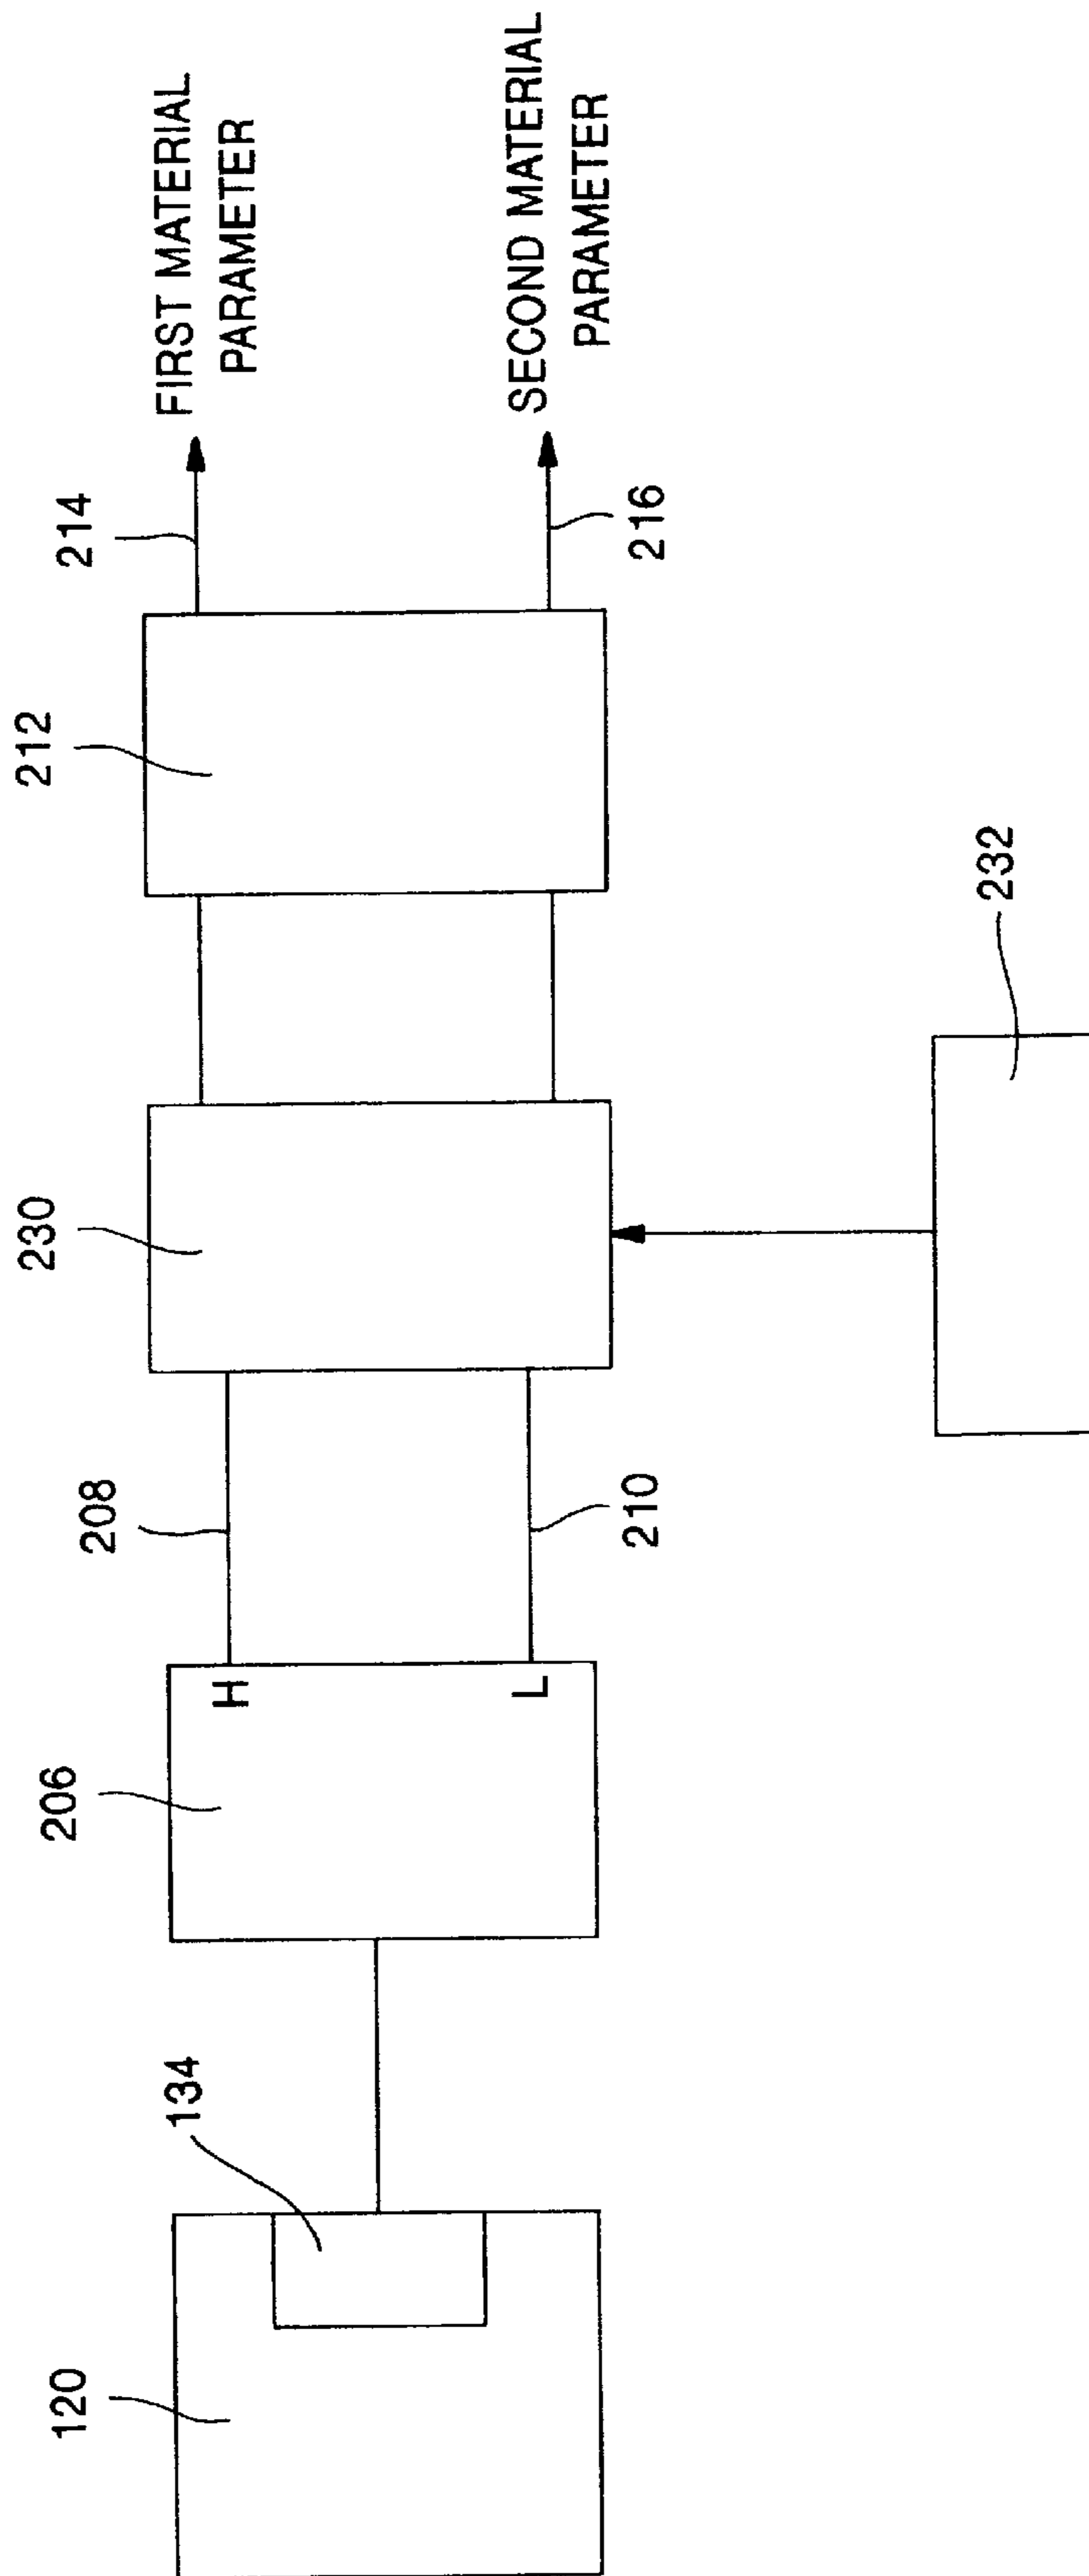 120
134
206
H
L
208
210
230
232
212
214
FIRST MATERIAL
PARAMETER
216
SECOND MATERIAL
PARAMETER